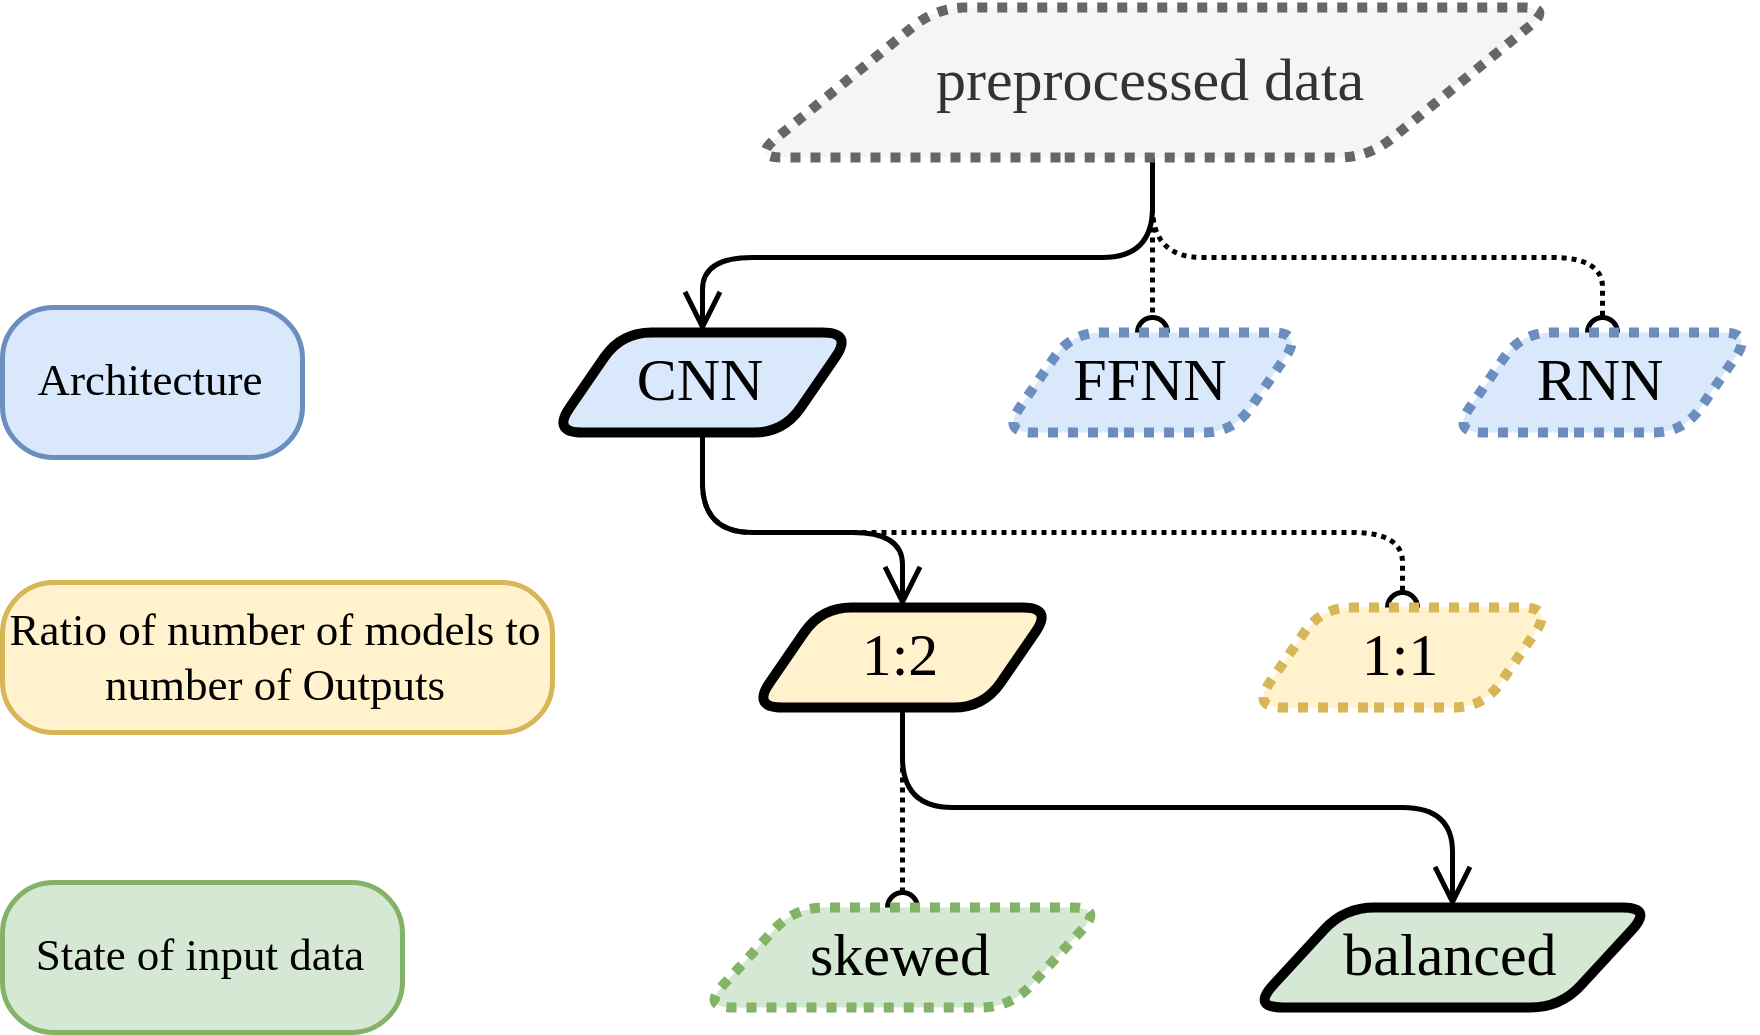 preprocessed data
Architecture
CNN
FFNN
RNN
Ratio of number of models to
number of Outputs
1:2
1:1
State of input data
skewed
balanced